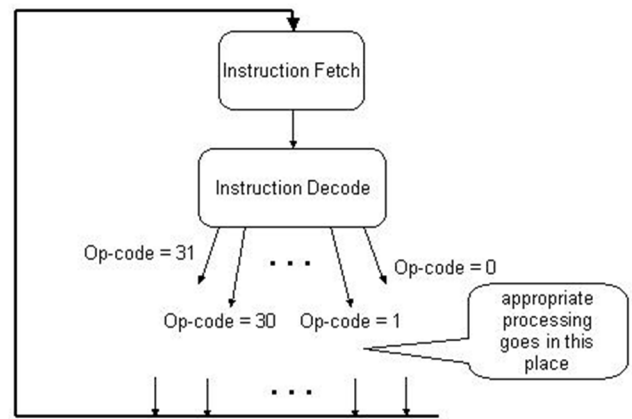 Instruction Fetch
Instruction Decode
Op-code = 31
. . .
Op-code = 0
Op-code = 30
Op-code = 1
appropriate
processing
goes in this
place
. . .